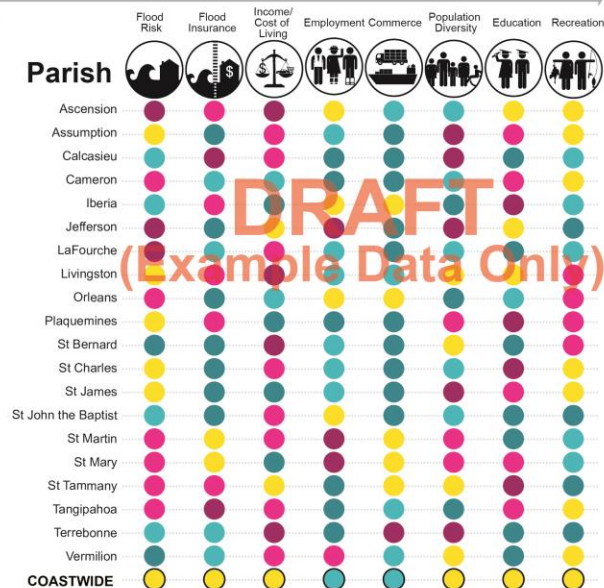 Flood Risk
Flood Insurance
Income/ Cost of Living
Employment
Commerce
Population Diversity
Education
Recreation
$
Parish
Ascension
Assumption
Calcasieu
Cameron
Iberia
Jefferson
LaFourche
Livingston
Orleans
Plaquemines
St Bernard
St Charles
St James
St John the Baptist
St Martin
St Mary
St Tammany
Tangipahoa
Terrebonne
Vermilion
COASTWIDE
DRAFT
(Example Data Only)